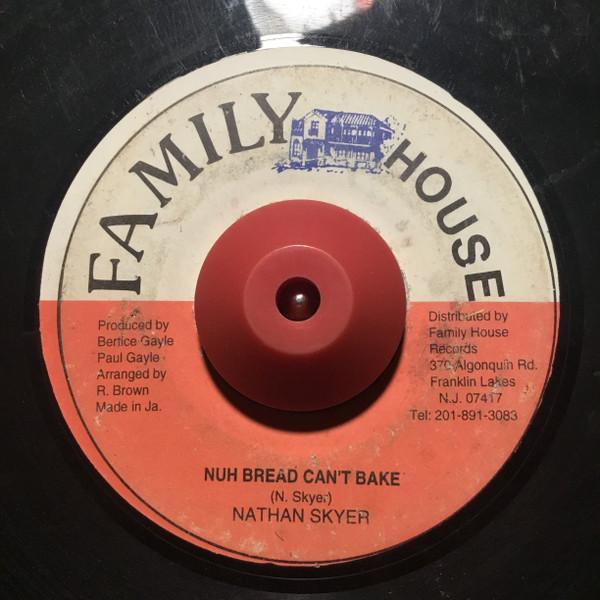 FAMILY HOUSE
Produced by
Bertice Gayle
Paul Gayle
Arranged by
R. Brown
Made in Ja.
Distributed by
Family House
Records
370 Algonquin Rd.
Franklin Lakes
N.J. 07417
Tel: 201-891-3083
NUH BREAD CAN'T BAKE
(N. Skyer)
NATHAN SKYER